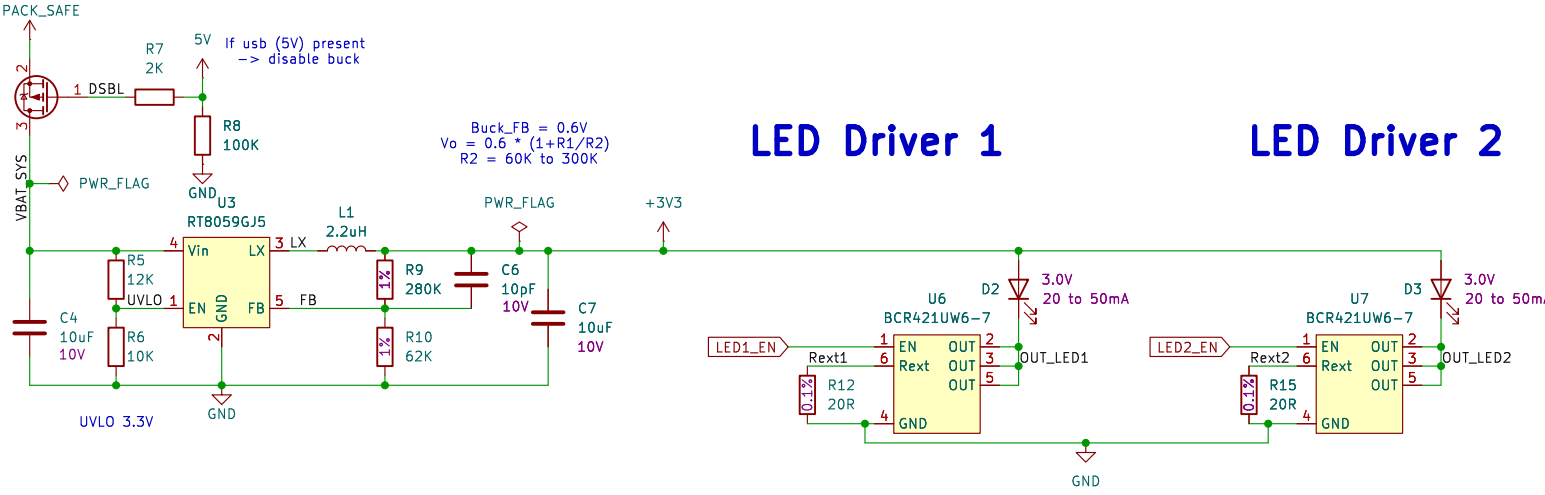 PACK_SAFE
2
1
3
DSBL
R7
2K
5V
If usb (5V) present
-> disable buck
R8
100K
GND
VBAT_SYS
PWR_FLAG
U3
RT8059GJ5
4
Vin
LX
3
LX
1
EN
GND
FB
5
FB
2
R5
12K
UVLO
R6
10K
C4
10uF
10V
GND
UVLO 3.3V
L1
2.2uH
Buck_FB = 0.6V
Vo = 0.6 * (1+R1/R2)
R2 = 60K to 300K
PWR_FLAG
+3V3
1%
R9
280K
1%
R10
62K
C6
10pF
10V
C7
10uF
10V
LED Driver 1
D2
3.0V
20 to 50mA
U6
BCR421UW6-7
LED1_EN
1
EN
OUT
2
Rext1
6
Rext
OUT
3
OUT_LED1
OUT
5
0.1%
R12
20R
4
GND
GND
LED Driver 2
D3
3.0V
20 to 50m
U7
BCR421UW6-7
LED2_EN
1
EN
OUT
2
Rext2
6
Rext
OUT
3
OUT_LED2
OUT
5
0.1%
R15
20R
4
GND